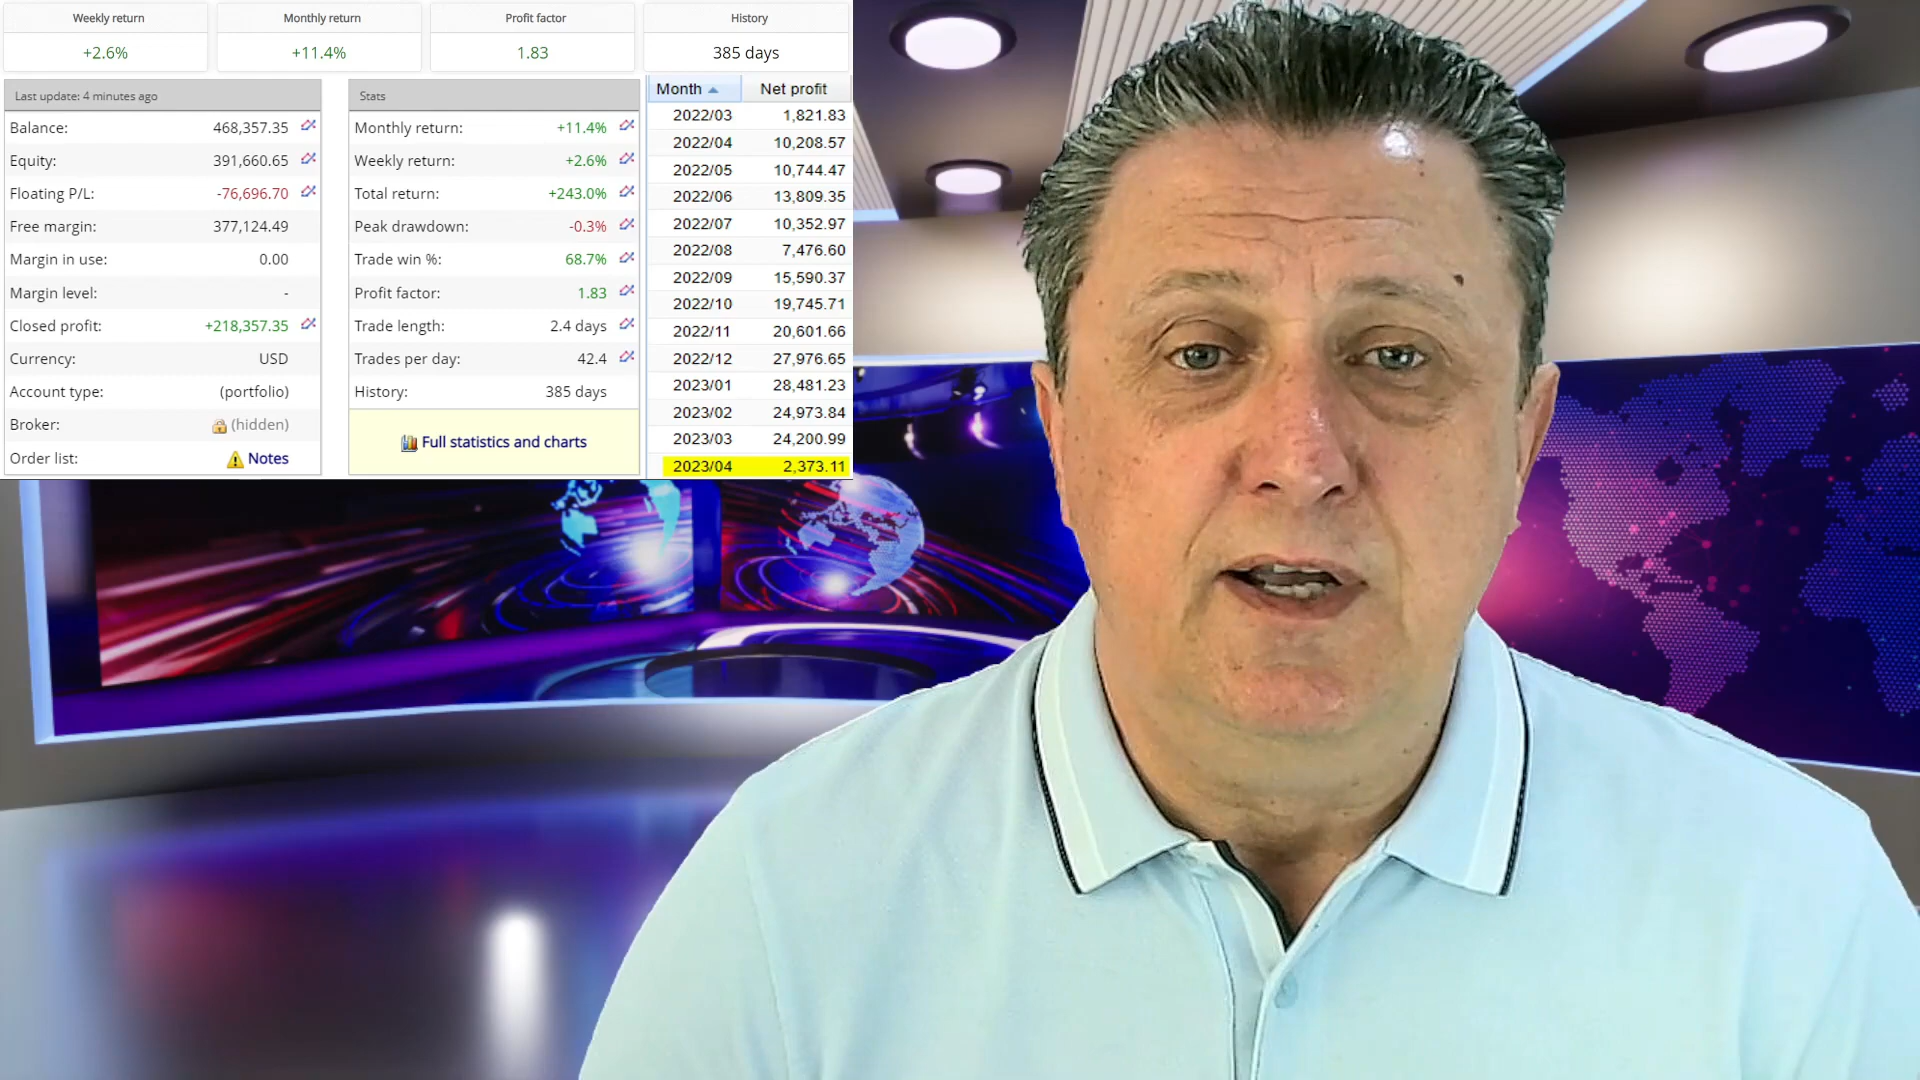 Weekly return Monthly return Profit factor History
+2.6% +11.4% 1.83 385 days
Last update: 4 minutes ago
Balance: 468,357.35
Equity: 391,660.65
Floating P/L: -76,696.70
Free margin: 377,124.49
Margin in use: 0.00
Margin level: -
Closed profit: +218,357.35
Currency: USD
Account type: (portfolio)
Broker: (hidden)
Order list: Notes
Stats
Monthly return: +11.4%
Weekly return: +2.6%
Total return: +243.0%
Peak drawdown: -0.3%
Trade win %: 68.7%
Profit factor: 1.83
Trade length: 2.4 days
Trades per day: 42.4
History: 385 days
Full statistics and charts
Month Net profit
2022/03 1,821.83
2022/04 10,208.57
2022/05 10,744.47
2022/06 13,809.35
2022/07 10,352.97
2022/08 7,476.60
2022/09 15,590.37
2022/10 19,745.71
2022/11 20,601.66
2022/12 27,976.65
2023/01 28,481.23
2023/02 24,973.84
2023/03 24,200.99
2023/04 2,373.11